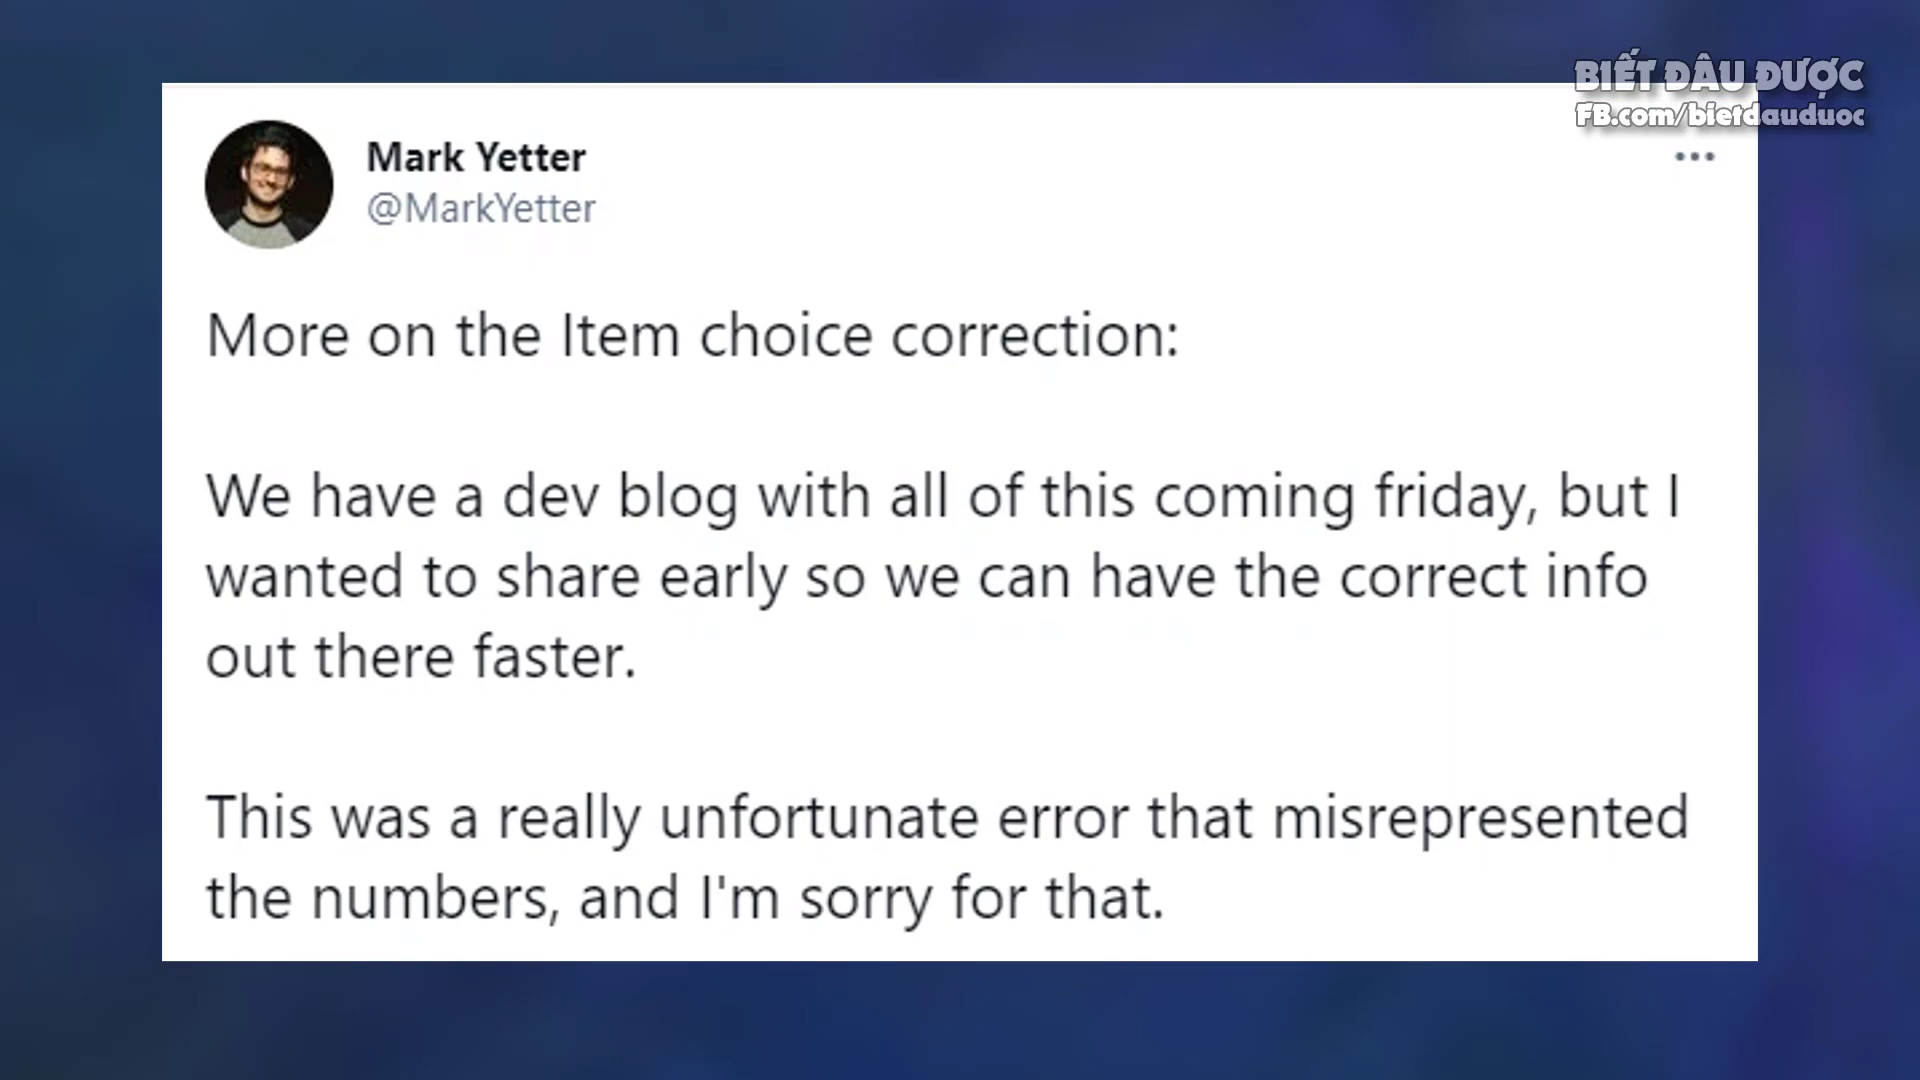 BIẾT ĐÂU ĐƯỢC
FB.com/bietdauduoc
Mark Yetter
@MarkYetter
More on the Item choice correction:
We have a dev blog with all of this coming friday, but I
wanted to share early so we can have the correct info
out there faster.
This was a really unfortunate error that misrepresented
the numbers, and I'm sorry for that.